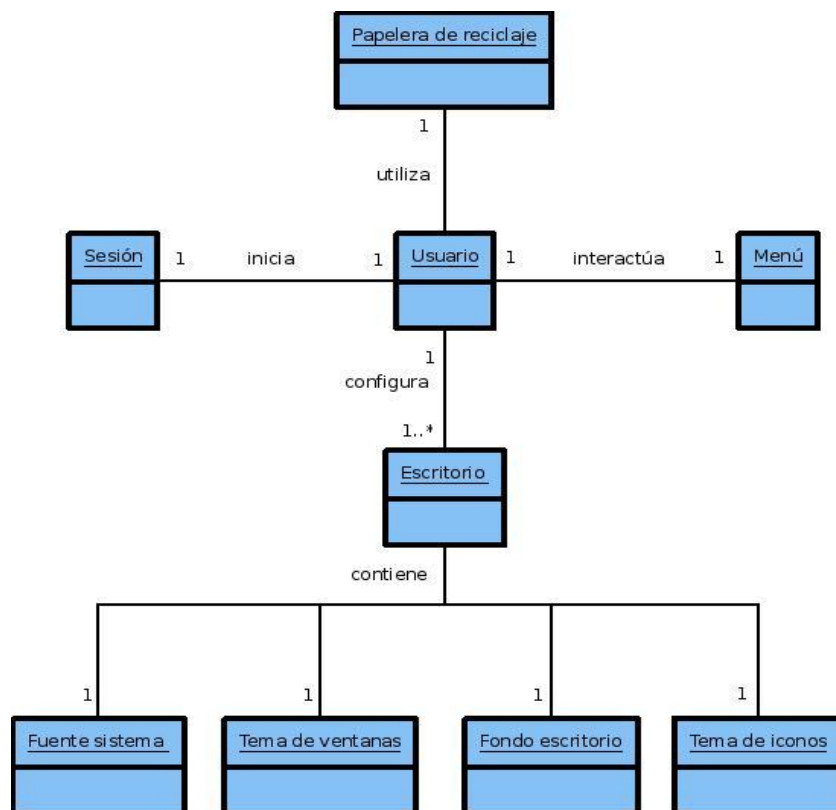 Papelera de reciclaje
1
utiliza
Sesión
1
inicia
1
Usuario
1
interactúa
1
Menú
1
configura
1..*
Escritorio
contiene
1
1
1
1
Fuente sistema
Tema de ventanas
Fondo escritorio
Tema de iconos